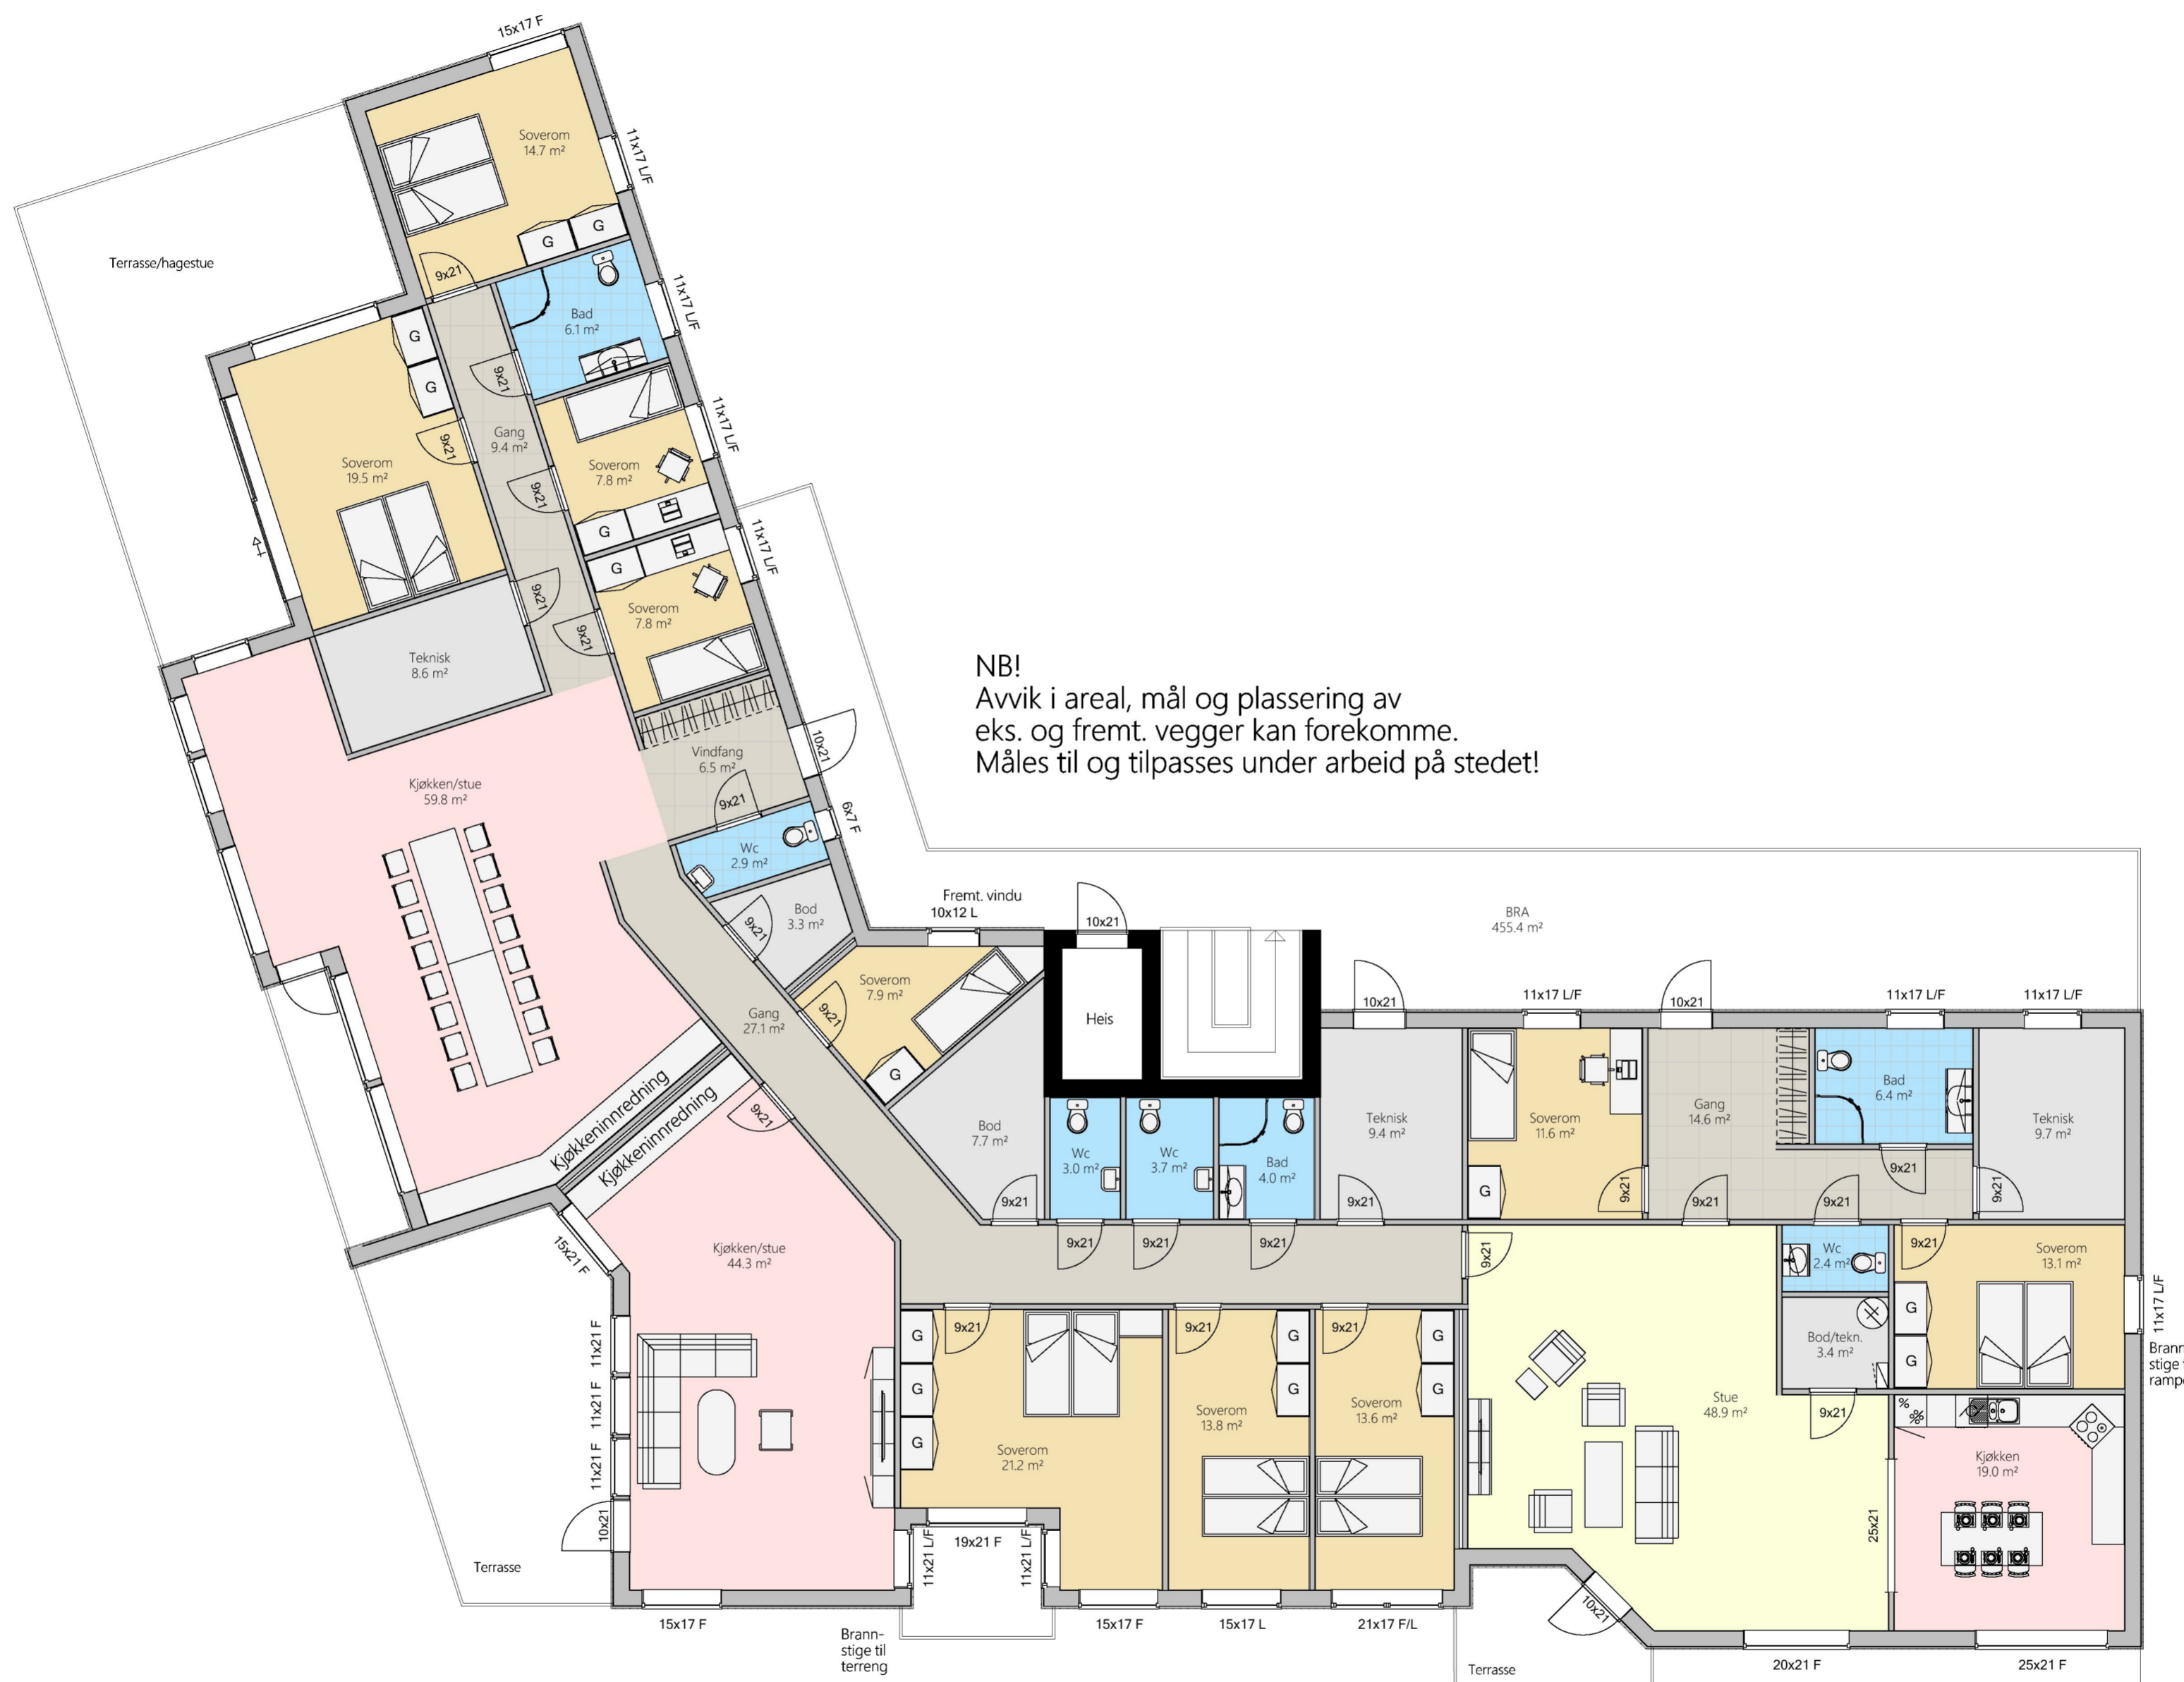 15x17 F
Soverom
14.7 m²
11x17 L/F
G
G
9x21
Terrasse/hagestue
Bad
6.1 m²
11x17 L/F
G
G
9x21
Gang
9.4 m²
9x21
Soverom
19.5 m²
Soverom
7.8 m²
11x17 L/F
9x21
G
G
Soverom
7.8 m²
11x17 L/F
9x21
9x21
Teknisk
8.6 m²
NB!
Avvik i areal, mål og plassering av
eks. og fremt. vegger kan forekomme.
Måles til og tilpasses under arbeid på stedet!
Vindfang
6.5 m²
10x21
9x21
Kjøkken/stue
59.8 m²
6x7 F
Wc
2.9 m²
Bod
3.3 m²
9x21
Fremt. vindu
10x12 L
10x21
BRA
455.4 m²
Soverom
7.9 m²
9x21
G
Gang
27.1 m²
Heis
10x21
11x17 L/F
10x21
11x17 L/F
11x17 L/F
Kjøkkeninnredning
Kjøkkeninnredning
9x21
Bod
7.7 m²
9x21
Wc
3.0 m²
Wc
3.7 m²
Bad
4.0 m²
Teknisk
9.4 m²
9x21
Soverom
11.6 m²
G
9x21
Gang
14.6 m²
Bad
6.4 m²
Teknisk
9.7 m²
9x21
9x21
9x21
9x21
9x21
9x21
9x21
9x21
9x21
15x21 F
Kjøkken/stue
44.3 m²
Wc
2.4 m²
Soverom
13.1 m²
G
G
11x17 L/F
Bod/tekn.
3.4 m²
9x21
stige
11x21 F
11x21 F
11x21 F
10x21
G
G
G
9x21
Soverom
21.2 m²
9x21
G
G
Soverom
13.8 m²
9x21
G
G
Soverom
13.6 m²
Stue
48.9 m²
9x21
%
%
Kjøkken
19.0 m²
25x21
11x21 L/F
19x21 F
11x21 L/F
Terrasse
10x21
15x17 F
Brann-
stige til
terreng
15x17 F
15x17 L
21x17 F/L
Terrasse
20x21 F
25x21 F